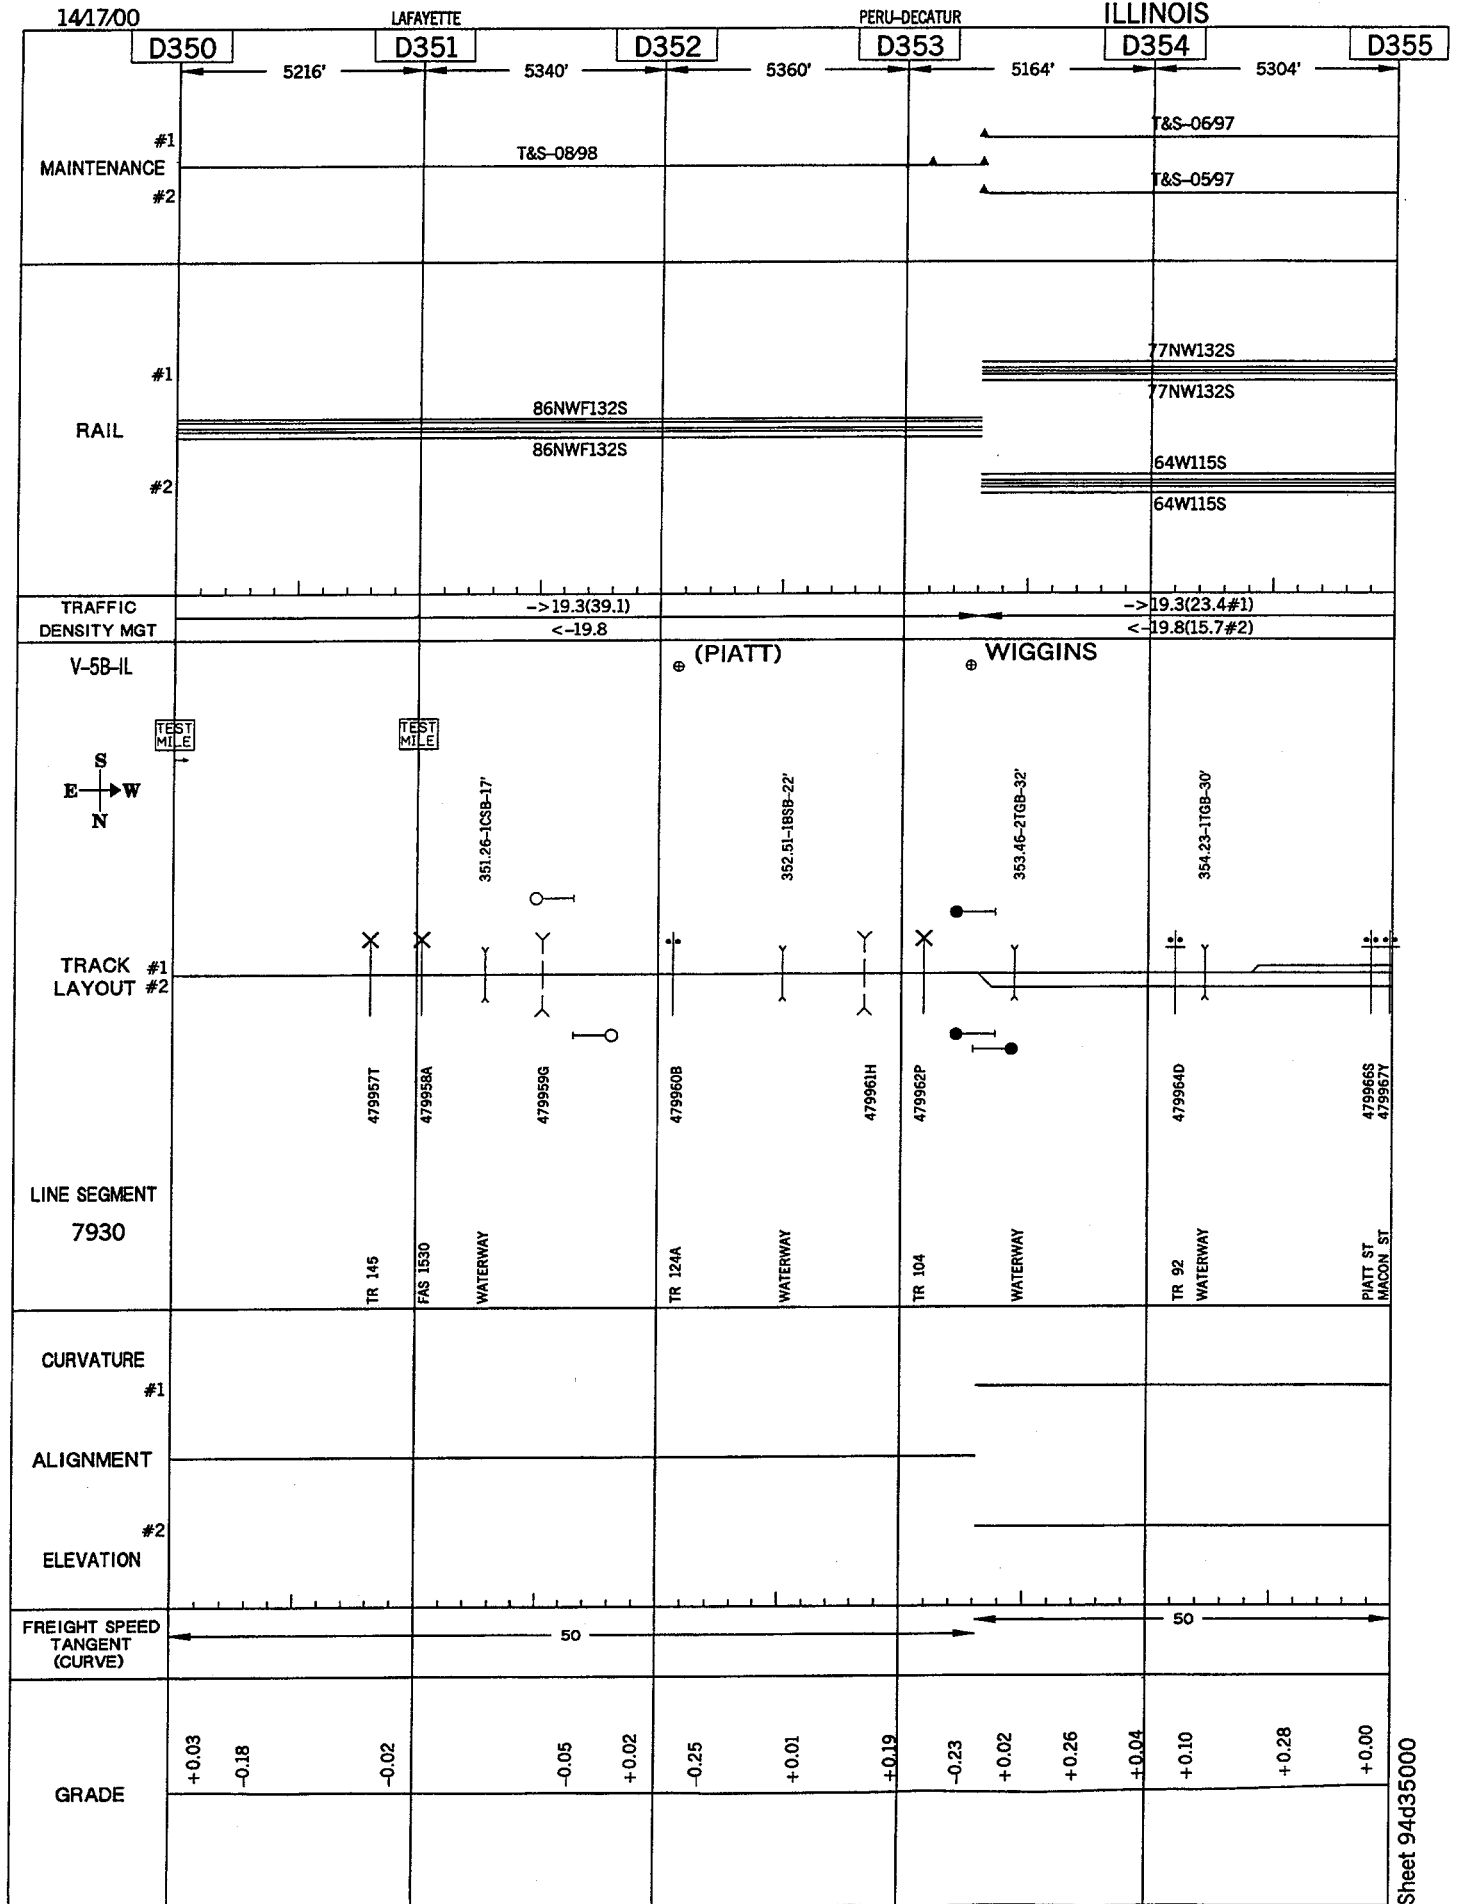 14/17/00 LAFAYETTE PERU-DECATUR ILLINOIS
D350 D351 D352 D353 D354 D355
5216' 5340' 5360' 5164' 5304'
#1 T&S-06/97
MAINTENANCE T&S-08/98
#2 T&S-05/97
77NW132S
#1
77NW132S
86NWF132S
RAIL
86NWF132S
64W115S
#2
64W115S
TRAFFIC ->19.3(39.1) ->19.3(23.4#1)
DENSITY MGT <-19.8 <-19.8(15.7#2)
V-5B-IL (PIATT) WIGGINS
TEST
MILE
TEST
MILE
S
E W
N
351.26-1CSB-17'
352.51-1BSB-22'
353.46-2TGB-32'
354.23-1TGB-30'
TRACK #1
LAYOUT #2
479957T
479958A
479959G
479960B
479961H
479962P
479964D
479966S
479967Y
LINE SEGMENT
7930
TR 145
FAS 1530
WATERWAY
TR 124A
WATERWAY
TR 104
WATERWAY
TR 92
WATERWAY
PIATT ST
MACON ST
CURVATURE
#1
ALIGNMENT
#2
ELEVATION
FREIGHT SPEED
TANGENT
(CURVE)
50 50
GRADE
+0.03
-0.18
-0.02
-0.05
+0.02
-0.25
+0.01
+0.19
-0.23
+0.02
+0.26
+0.04
+0.10
+0.28
+0.00
Sheet 94d35000